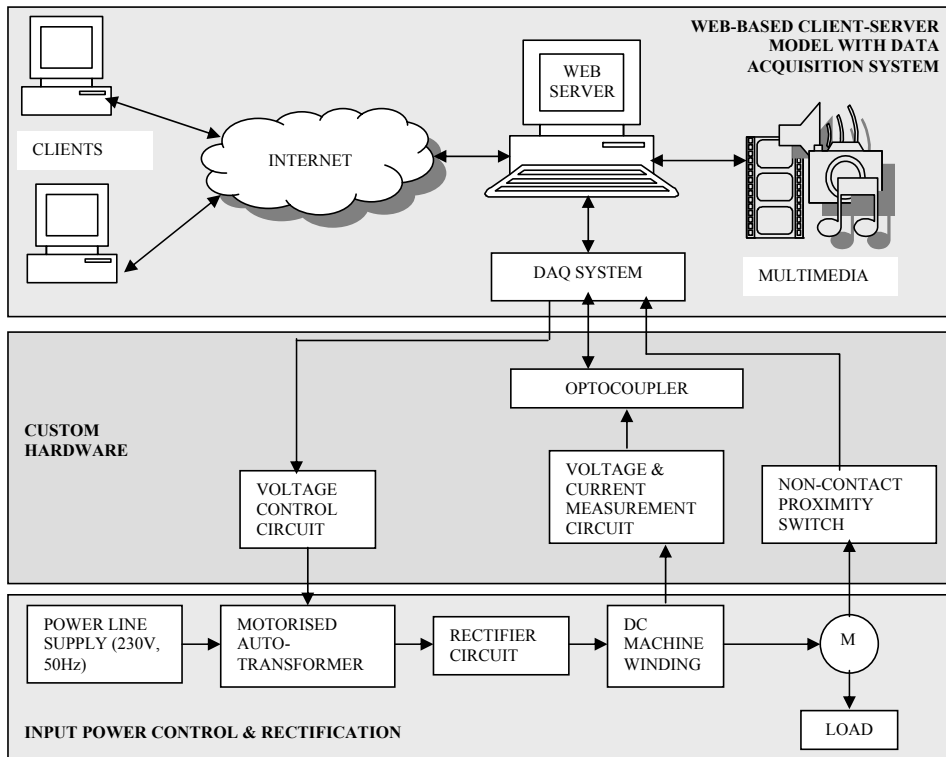 WEB-BASED CLIENT-SERVER
MODEL WITH DATA
ACQUISITION SYSTEM
WEB
SERVER
CLIENTS
INTERNET
DAQ SYSTEM
MULTIMEDIA
OPTOCOUPLER
CUSTOM
HARDWARE
VOLTAGE
CONTROL
CIRCUIT
VOLTAGE &
CURRENT
MEASUREMENT
CIRCUIT
NON-CONTACT
PROXIMITY
SWITCH
POWER LINE
SUPPLY (230V,
50Hz)
MOTORISED
AUTO-
TRANSFORMER
RECTIFIER
CIRCUIT
DC
MACHINE
WINDING
M
LOAD
INPUT POWER CONTROL & RECTIFICATION